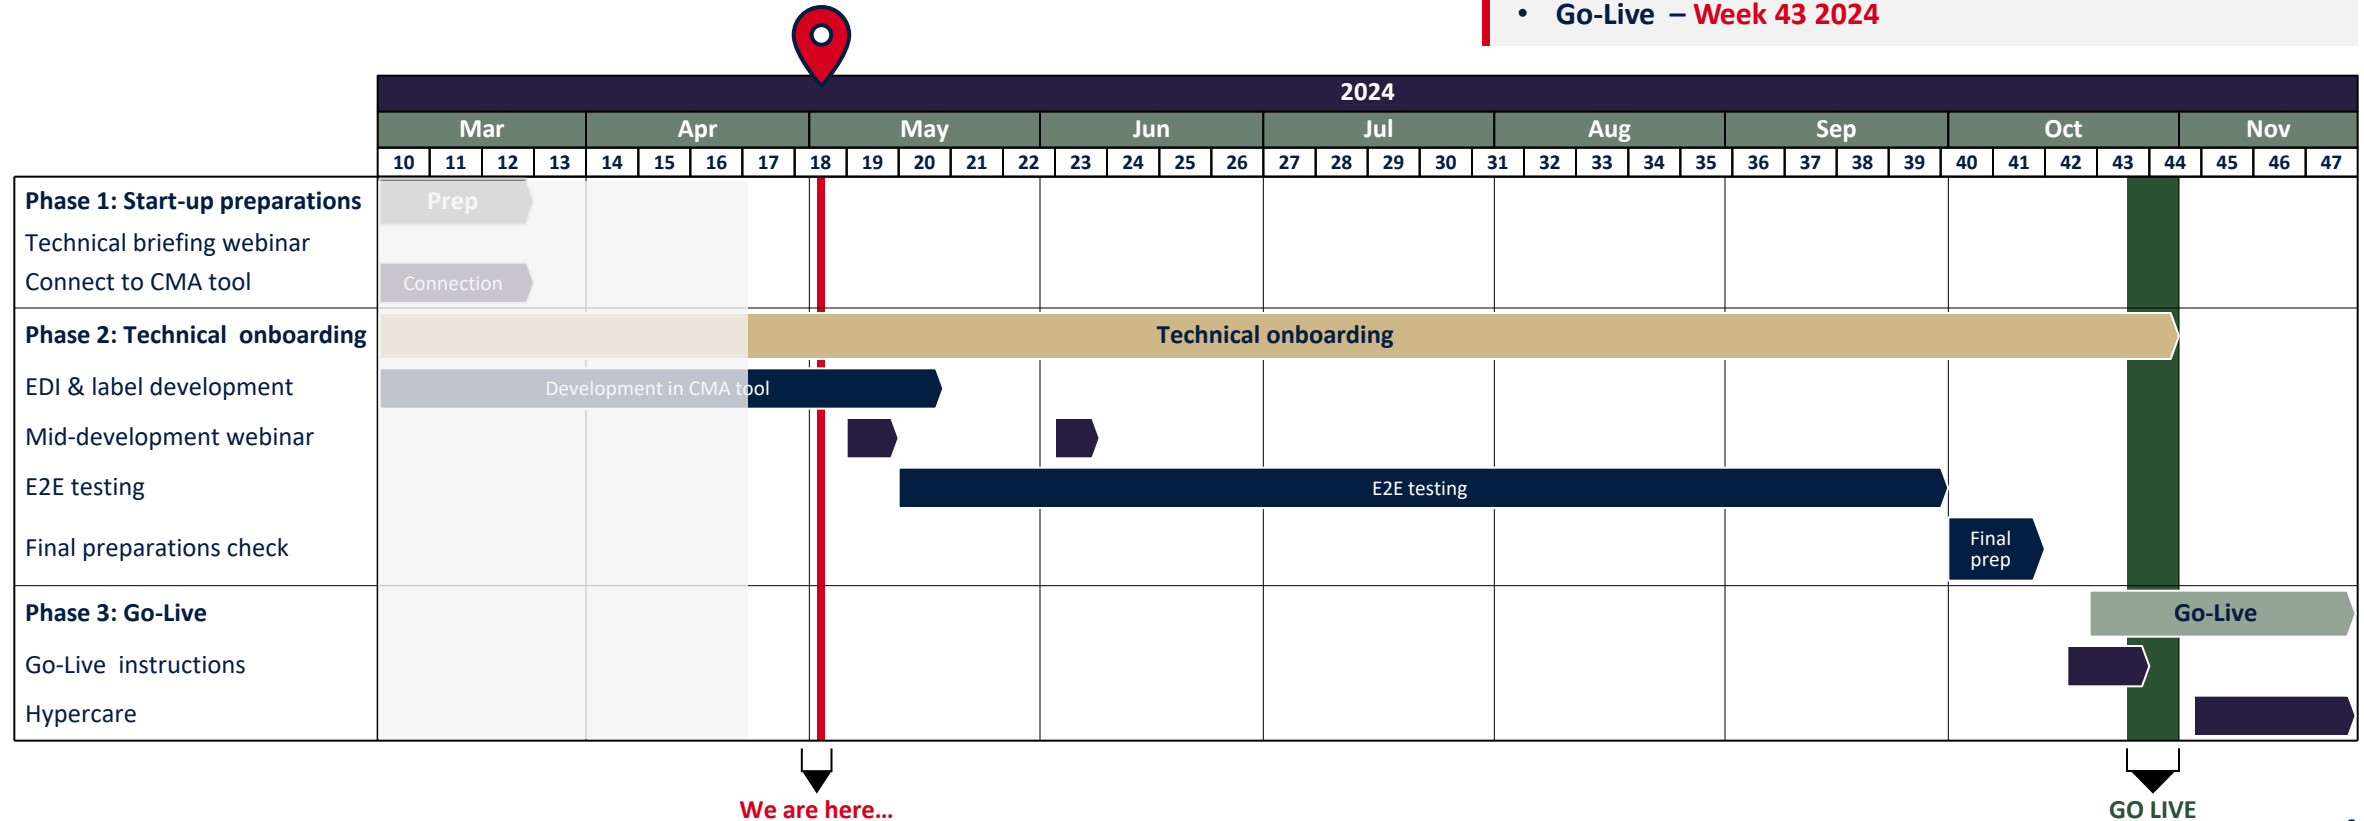 • Go-Live – Week 43 2024
2024
Mar Apr May Jun Jul Aug Sep Oct Nov
10 11 12 13 14 15 16 17 18 19 20 21 22 23 24 25 26 27 28 29 30 31 32 33 34 35 36 37 38 39 40 41 42 43 44 45 46 47
Phase 1: Start-up preparations
Prep
Technical briefing webinar
Connect to CMA tool
Connection
Phase 2: Technical onboarding
Technical onboarding
EDI & label development
Development in CMA tool
Mid-development webinar
E2E testing
E2E testing
Final preparations check
Final
prep
Phase 3: Go-Live
Go-Live
Go-Live instructions
Hypercare
We are here...
GO LIVE